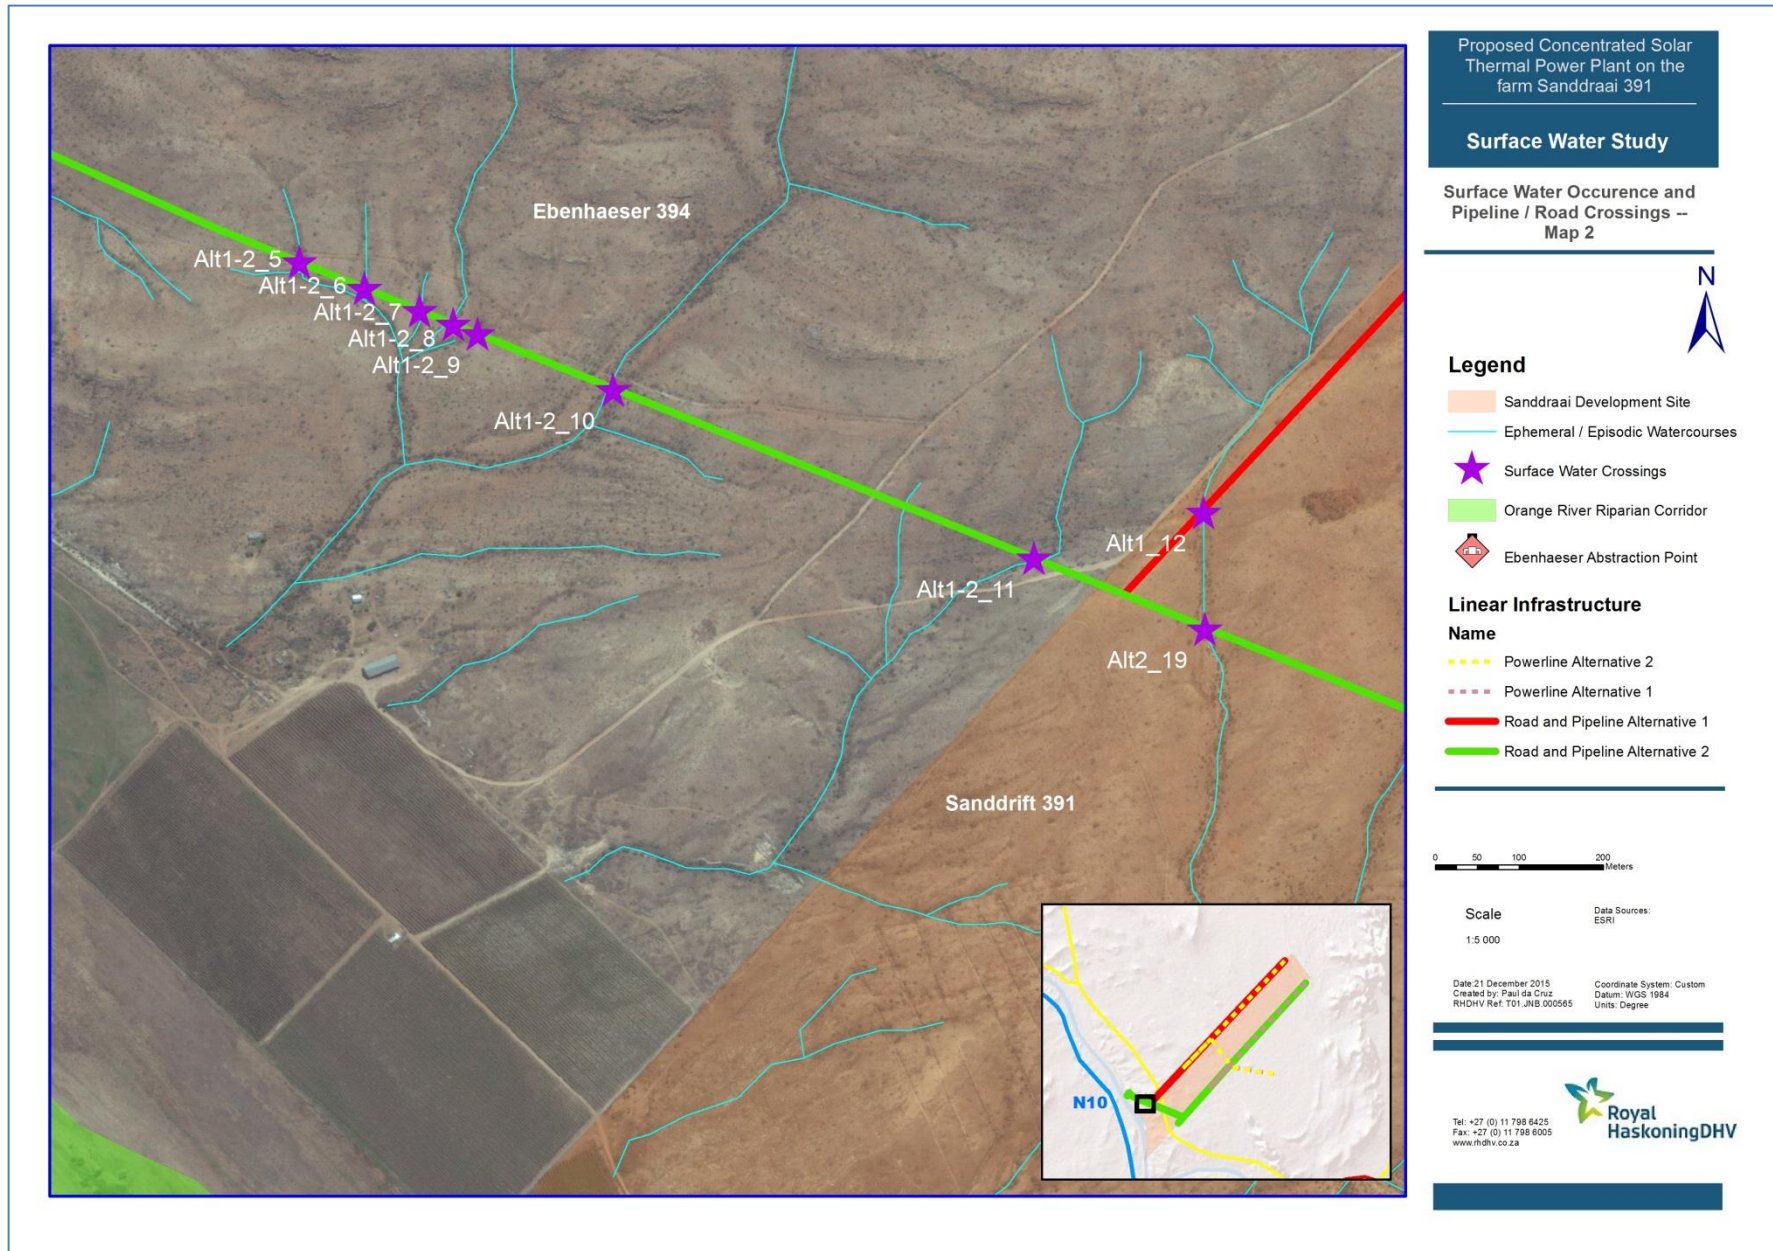 Proposed Concentrated Solar
Thermal Power Plant on the
farm Sanddraai 391
Surface Water Study
Surface Water Occurence and
Pipeline / Road Crossings --
Map 2
N
Legend
Sanddraai Development Site
Ephemeral / Episodic Watercourses
Surface Water Crossings
Orange River Riparian Corridor
Ebenhaeser Abstraction Point
Linear Infrastructure
Name
Powerline Alternative 2
Powerline Alternative 1
Road and Pipeline Alternative 1
Road and Pipeline Alternative 2
0 50 100 200
Meters
Scale
1:5 000
Data Sources:
ESRI
Date:21 December 2015
Created by: Paul da Cruz
RHDHV Ref: T01.JNB.000565
Coordinate System: Custom
Datum: WGS 1984
Units: Degree
Tel: +27 (0) 11 798 6425
Fax: +27 (0) 11 798 6005
www.rhdhv.co.za
Royal
HaskoningDHV
Ebenhaeser 394
Alt1-2_5
Alt1-2_6
Alt1-2_7
Alt1-2_8
Alt1-2_9
Alt1-2_10
Alt1-2_11
Alt1_12
Alt2_19
Sanddrift 391
N10